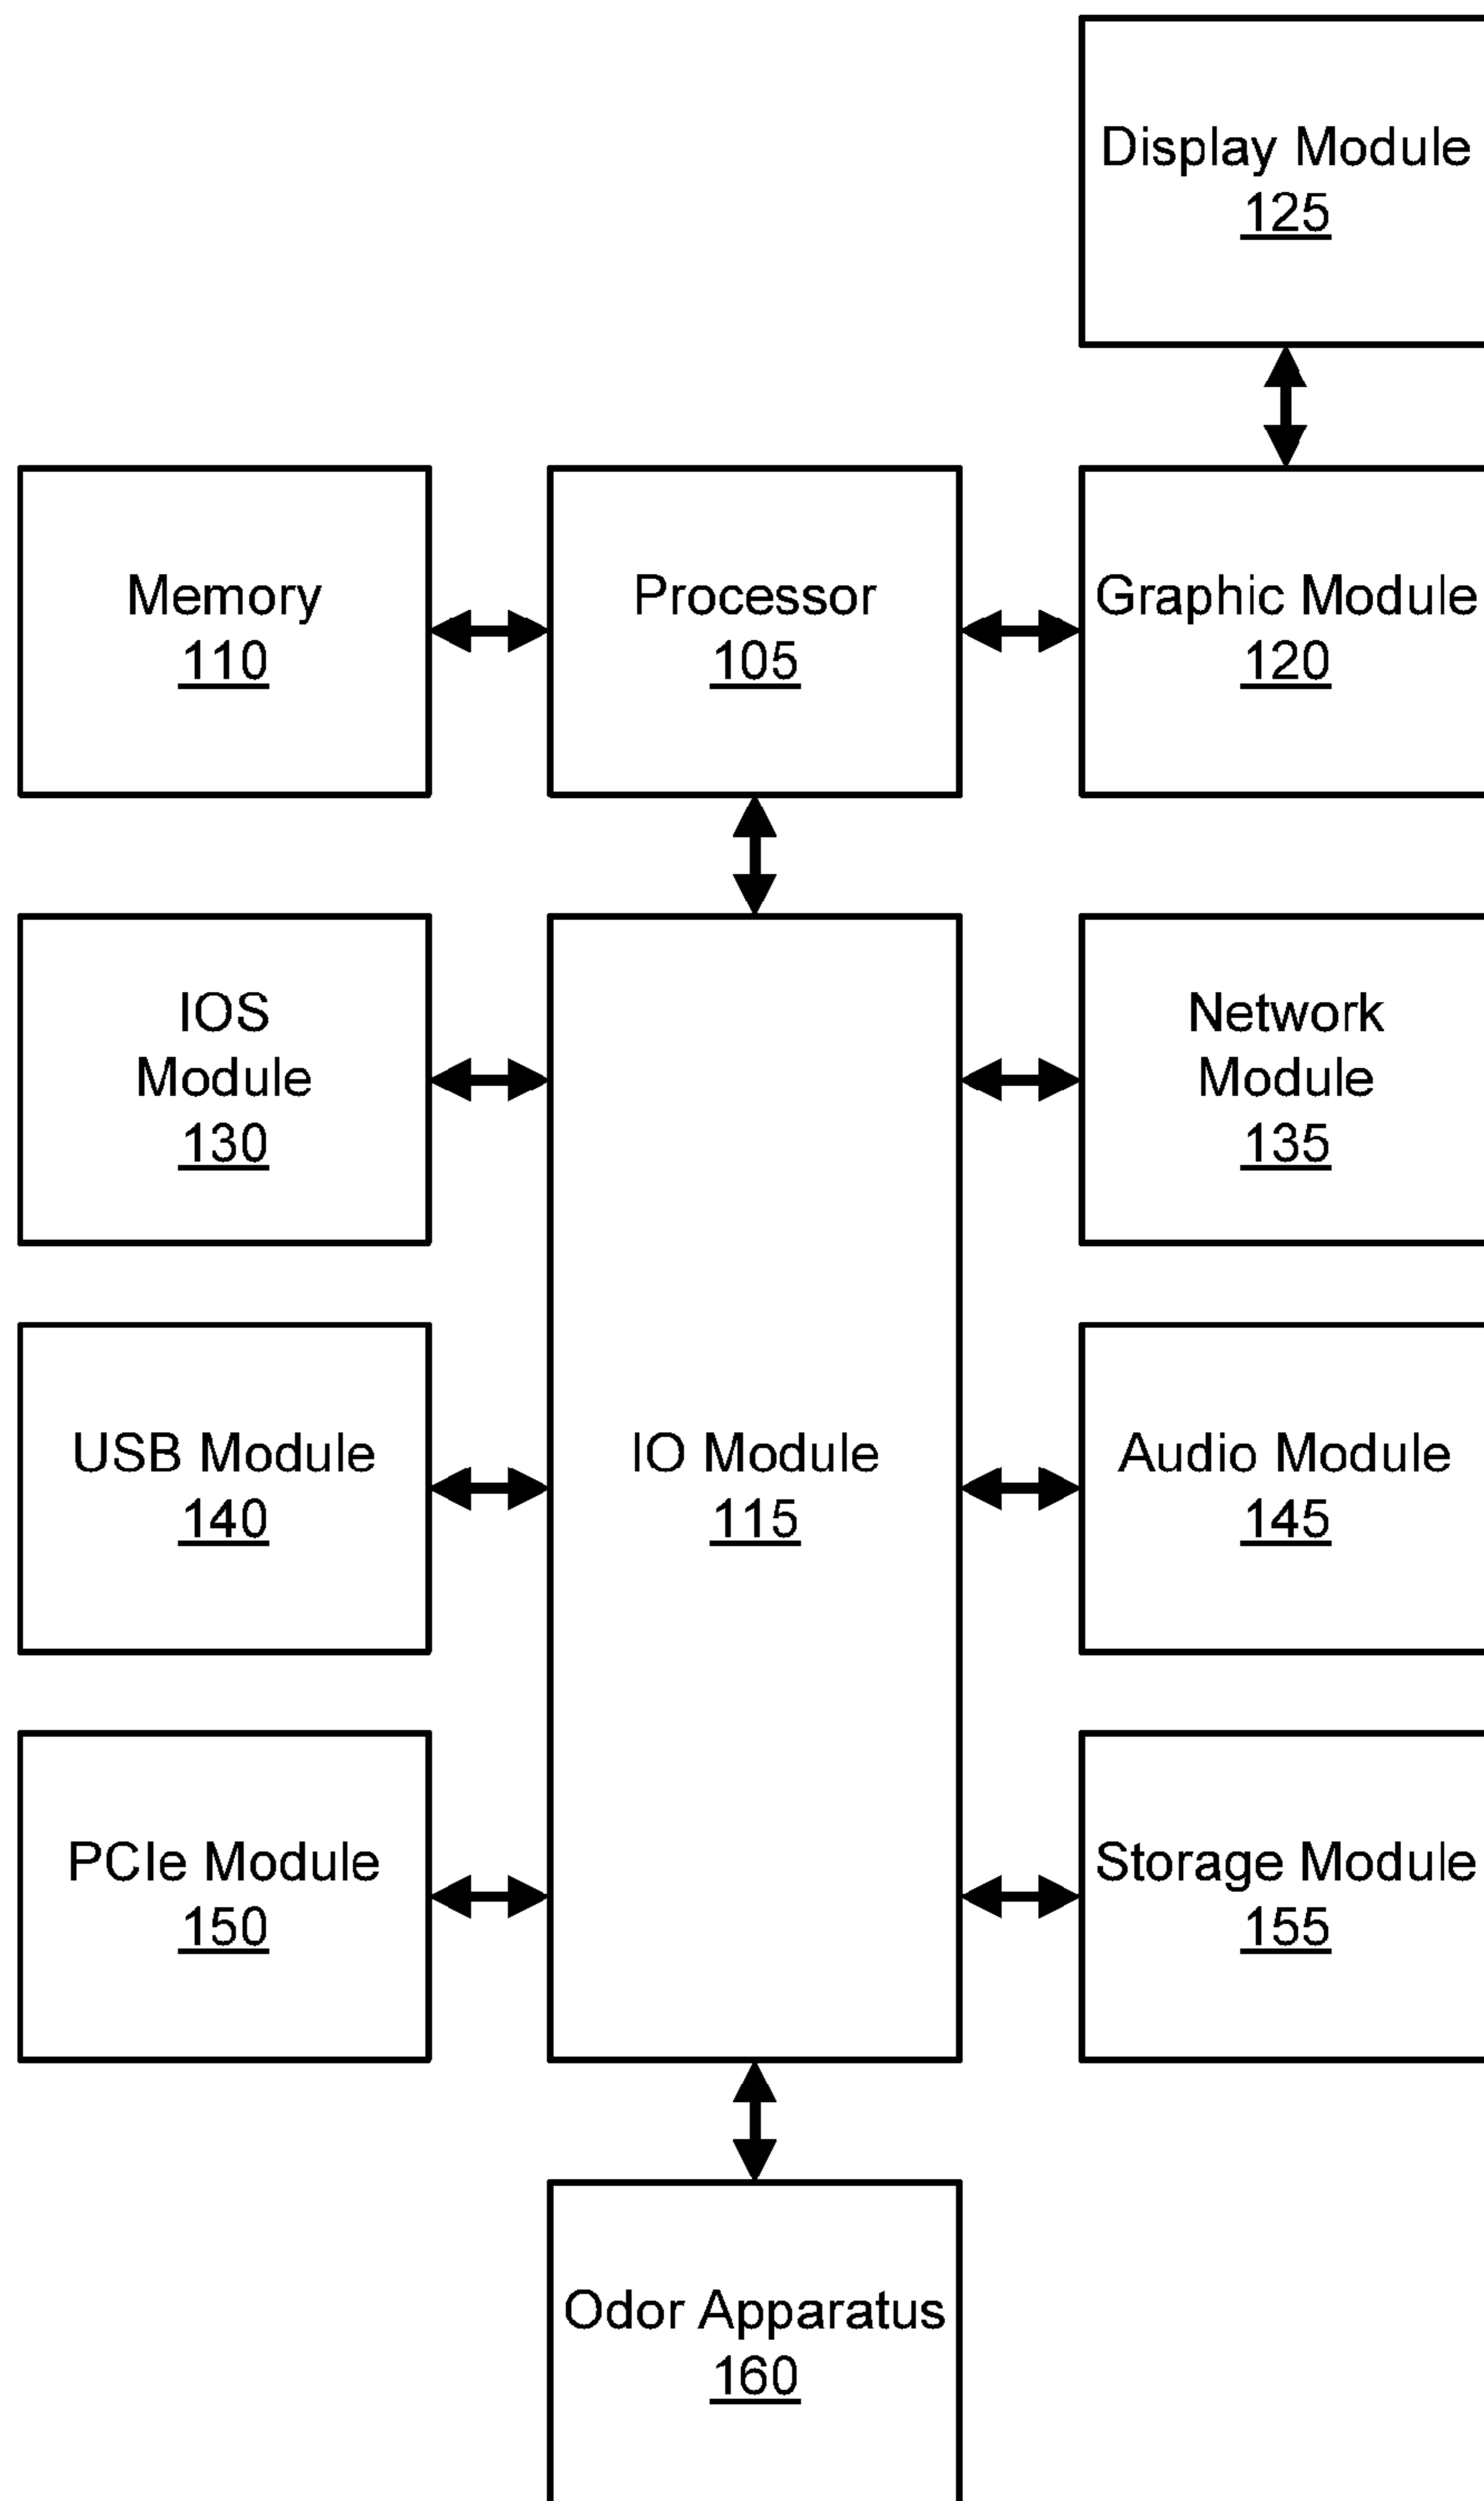 Display Module
125
Memory
110
Processor
105
Graphic Module
120
IOS
Module
130
Network
Module
135
USB Module
140
IO Module
115
Audio Module
145
PCIe Module
150
Storage Module
155
Odor Apparatus
160